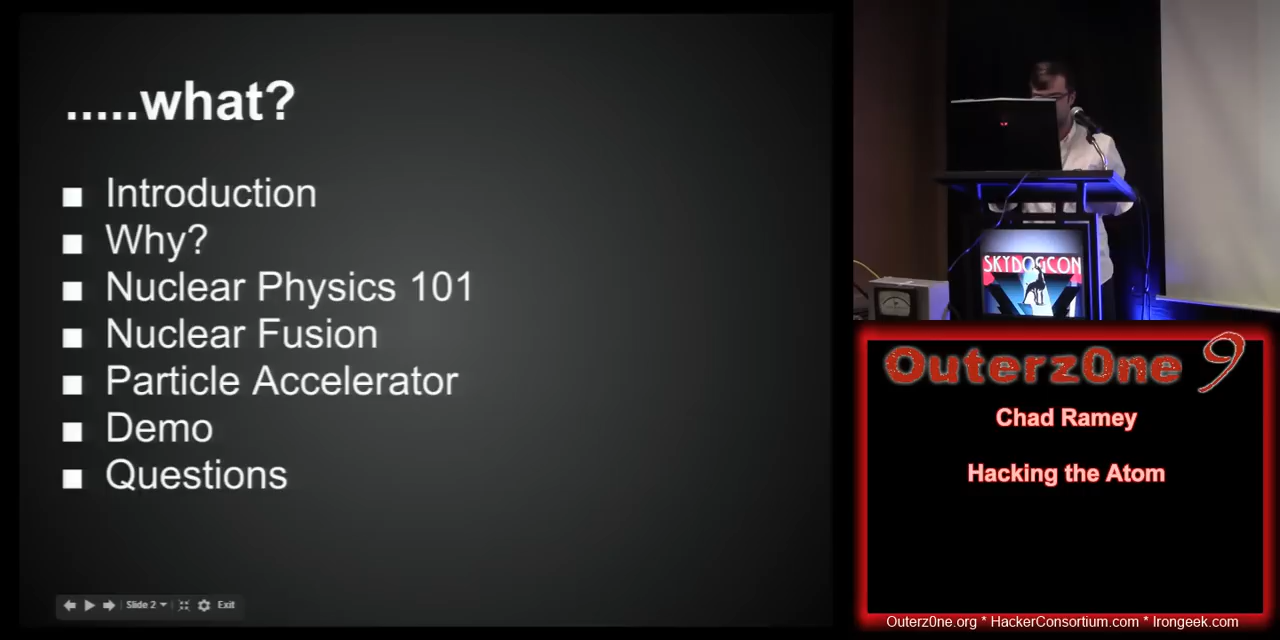 .....what?
Introduction
Why?
Nuclear Physics 101
Nuclear Fusion
Particle Accelerator
Demo
Questions
Slide 2
Exit
SKYDOGCON
Outerz0ne 9
Chad Ramey
Hacking the Atom
Outerz0ne.org * HackerConsortium.com * Irongeek.com